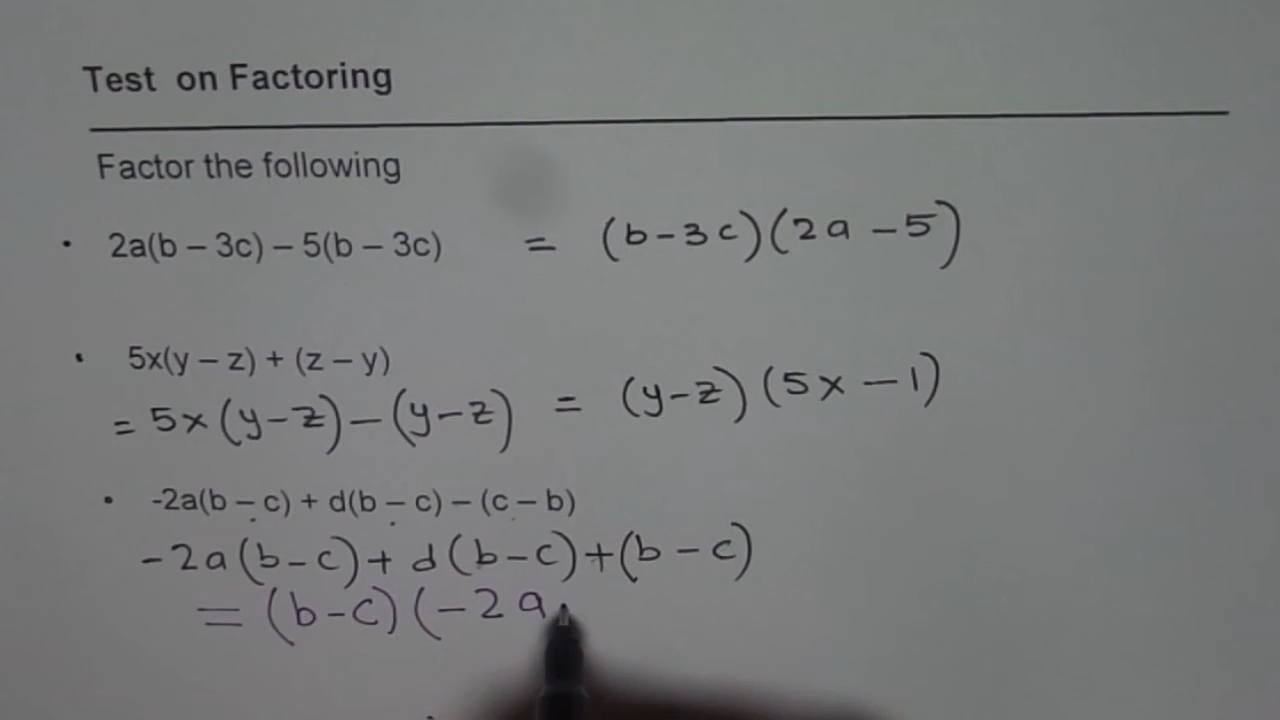 Test on Factoring
Factor the following
• 2a(b – 3c) – 5(b – 3c) = (b-3c)(2a-5)
• 5x(y – z) + (z – y)
= 5x(y-z)-(y-z) = (y-z)(5x-1)
• -2a(b – c) + d(b – c) – (c – b)
-2a(b-c)+d(b-c)+(b-c)
= (b-c)(-2a